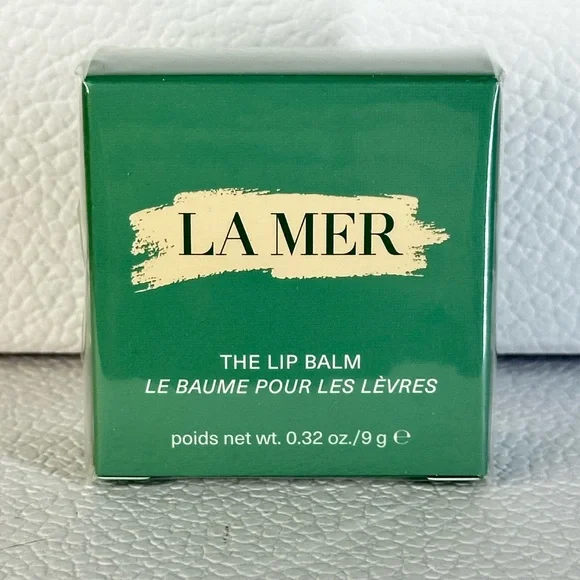 LA MER
THE LIP BALM
LE BAUME POUR LES LÈVRES
poids net wt. 0.32 oz./9 g ℮